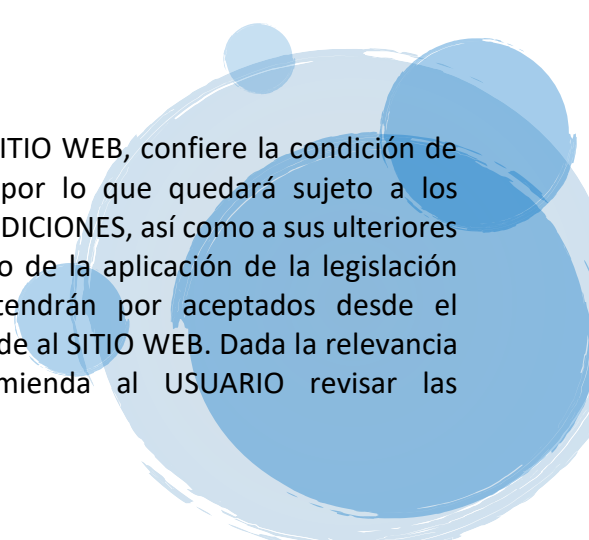 SITIO WEB, confiere la condición de
por lo que quedará sujeto a los
DICIONES, así como a sus ulteriores
o de la aplicación de la legislación
tendrán por aceptados desde el
de al SITIO WEB. Dada la relevancia
mienda al USUARIO revisar las